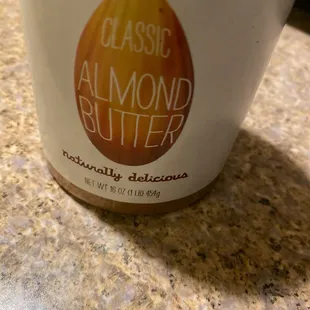 CLASSIC
ALMOND
BUTTER
naturally delicious
NET WT 16 OZ (1 LB) 454g